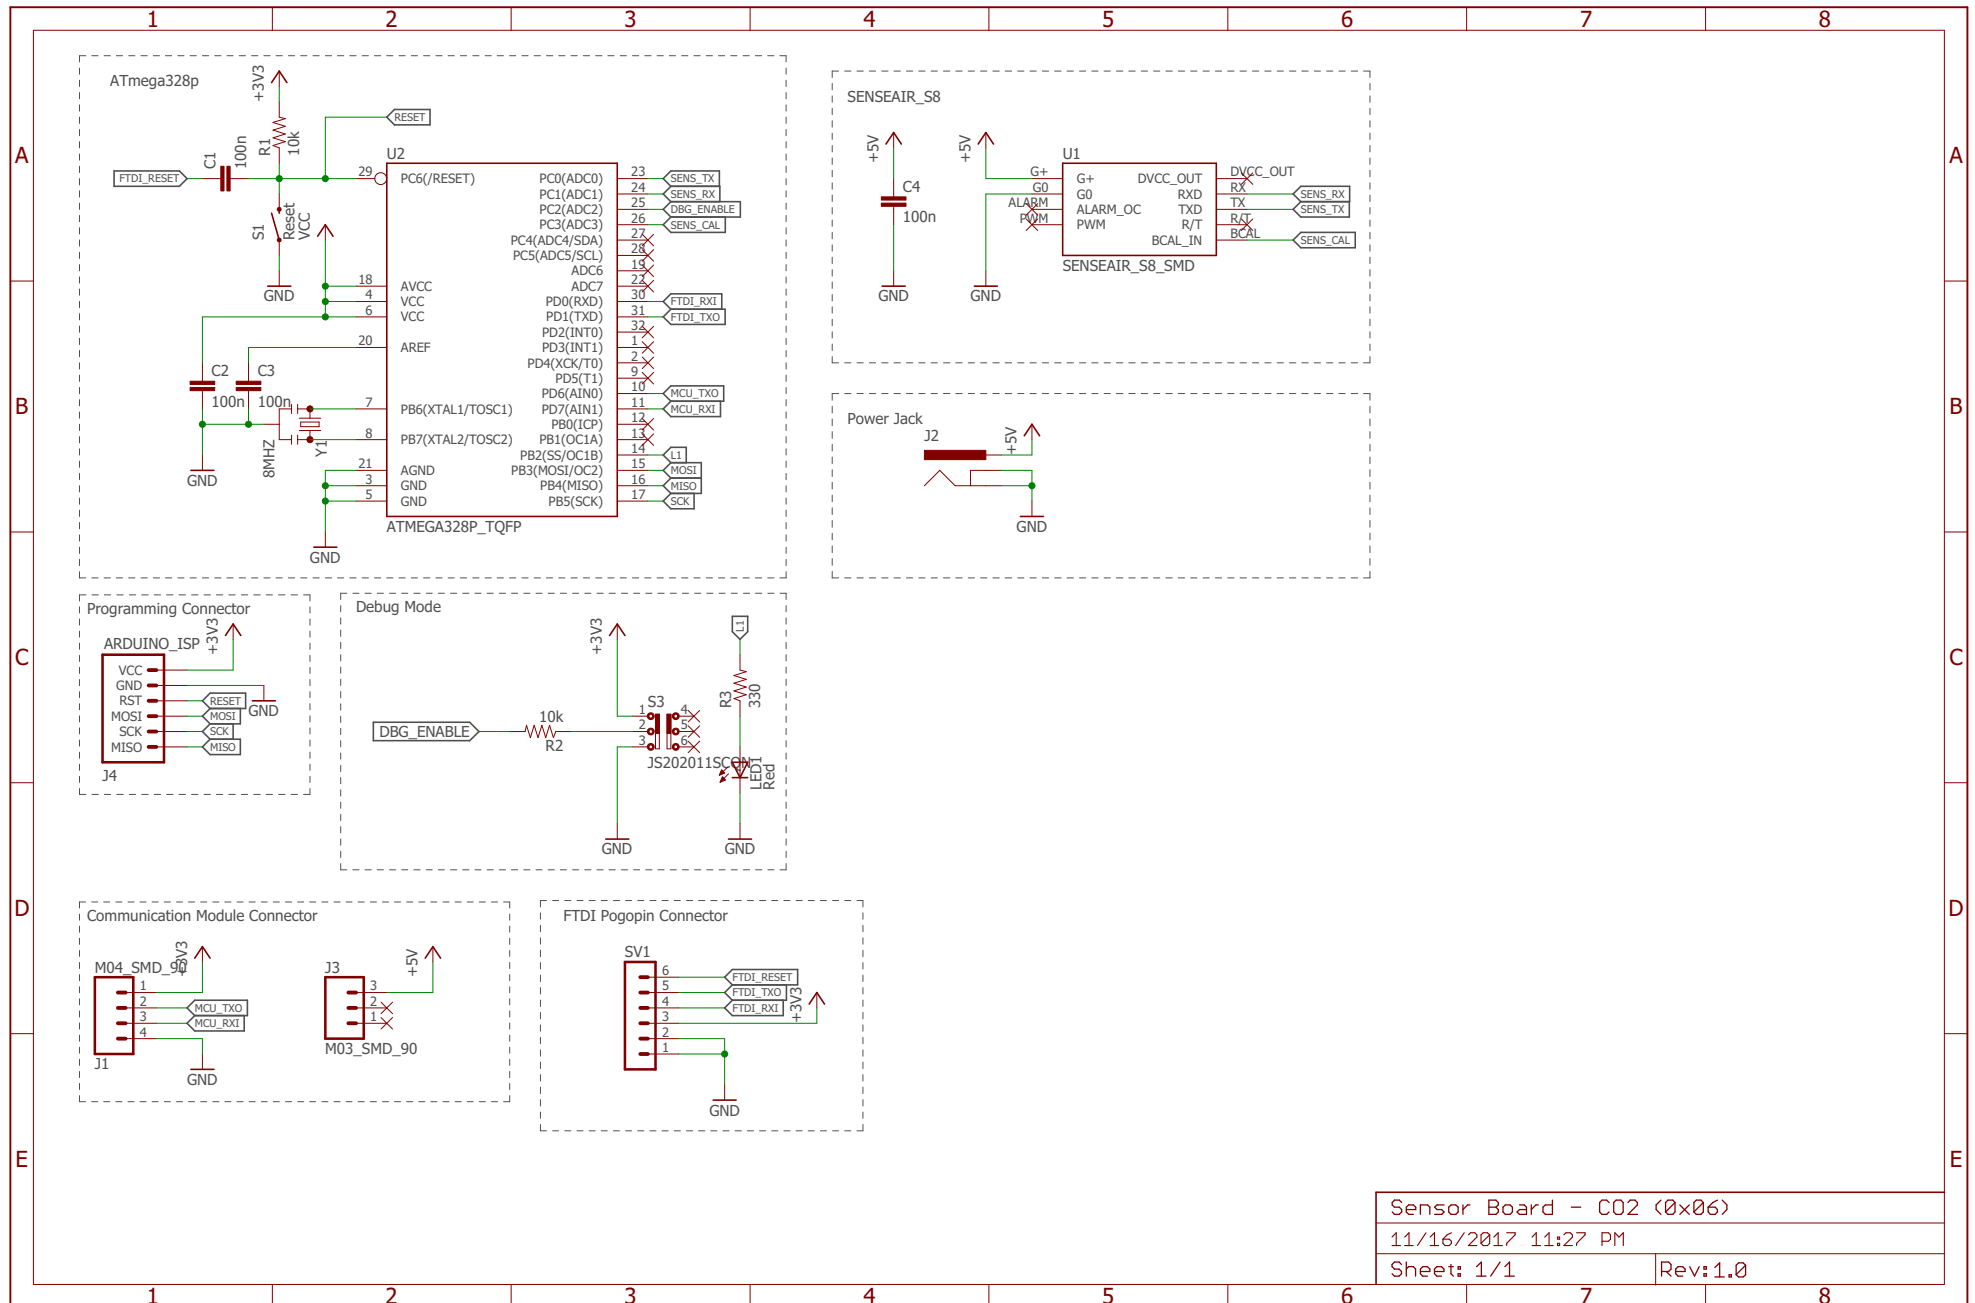 1 2 3 4 5 6 7 8
A
B
C
D
E
A
B
C
D
E
1 2 3 4 5 6 7 8
ATmega328p
+3V3
R1
10k
RESET
FTDI_RESET
C1
100n
S1
Reset
VCC
GND
U2
29 PC6(/RESET)
18 AVCC
4 VCC
6 VCC
20 AREF
7 PB6(XTAL1/TOSC1)
8 PB7(XTAL2/TOSC2)
21 AGND
3 GND
5 GND
PC0(ADC0) 23 SENS_TX
PC1(ADC1) 24 SENS_RX
PC2(ADC2) 25 DBG_ENABLE
PC3(ADC3) 26 SENS_CAL
PC4(ADC4/SDA) 27
PC5(ADC5/SCL) 28
ADC6 19
ADC7 22
PD0(RXD) 30 FTDI_RXI
PD1(TXD) 31 FTDI_TXO
PD2(INT0) 32
PD3(INT1) 1
PD4(XCK/T0) 2
PD5(T1) 9
PD6(AIN0) 10 MCU_TXO
PD7(AIN1) 11 MCU_RXI
PB0(ICP) 12
PB1(OC1A) 13
PB2(SS/OC1B) 14 L1
PB3(MOSI/OC2) 15 MOSI
PB4(MISO) 16 MISO
PB5(SCK) 17 SCK
ATMEGA328P_TQFP
C2
100n
C3
100n
8MHZ
Y1
GND
GND
SENSEAIR_S8
+5V
C4
100n
GND
+5V
GND
U1
G+ G+
G0 G0
ALARM ALARM_OC
PWM PWM
DVCC_OUT DVCC_OUT
RXD RX SENS_RX
TXD TX SENS_TX
R/T R/T
BCAL_IN BCAL SENS_CAL
SENSEAIR_S8_SMD
Power Jack
J2
+5V
GND
Programming Connector
ARDUINO_ISP
+3V3
VCC
GND
RST RESET
MOSI MOSI
SCK SCK
MISO MISO
GND
J4
Debug Mode
+3V3
DBG_ENABLE
10k
R2
S3
1 4
2 5
3 6
JS202011SCQN
GND
L1
R3
330
LED1
Red
GND
Communication Module Connector
M04_SMD_90
+3V3
1
2 MCU_TXO
3 MCU_RXI
4
J1
GND
J3
+5V
3
2
1
M03_SMD_90
FTDI Pogopin Connector
SV1
6 FTDI_RESET
5 FTDI_TXO
4 FTDI_RXI
3
2
1
+3V3
GND
Sensor Board - CO2 (0x06)
11/16/2017 11:27 PM
Sheet: 1/1 Rev:1.0